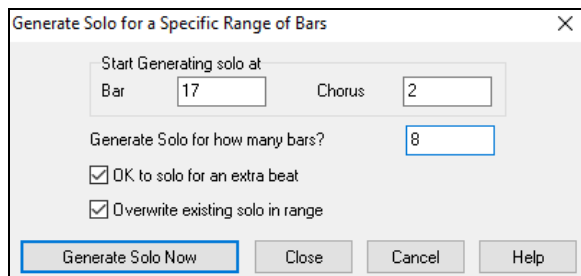 Generate Solo for a Specific Range of Bars
Start Generating solo at
Bar 17 Chorus 2
Generate Solo for how many bars? 8
OK to solo for an extra beat
Overwrite existing solo in range
Generate Solo Now Close Cancel Help